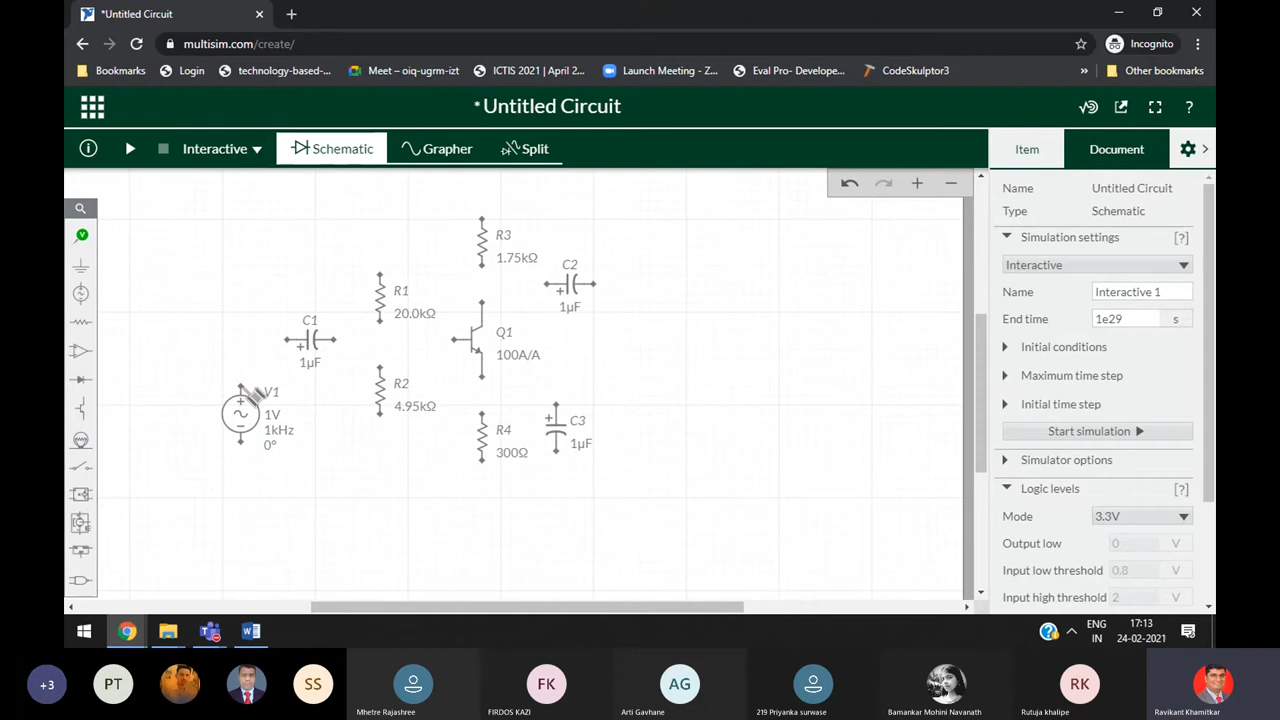 *Untitled Circuit
multisim.com/create/
Incognito
Bookmarks
Login
technology-based-...
Meet – oiq-ugrm-izt
ICTIS 2021 | April 2...
Launch Meeting - Z...
Eval Pro- Develope...
CodeSkulptor3
»
Other bookmarks
*Untitled Circuit
Interactive
Schematic
Grapher
Split
Item
Document
Name Untitled Circuit
Type Schematic
Simulation settings [?]
Interactive
Name Interactive 1
End time 1e29 s
Initial conditions
Maximum time step
Initial time step
Start simulation
Simulator options
Logic levels [?]
Mode 3.3V
Output low 0 V
Input low threshold 0.8 V
Input high threshold 2 V
R3
1.75kΩ
C2
1µF
R1
20.0kΩ
C1
1µF
Q1
100A/A
R2
4.95kΩ
V1
1V
1kHz
0°
R4
300Ω
C3
1µF
ENG
IN
17:13
24-02-2021
+3
PT
SS
Mhetre Rajashree
FK
FIRDOS KAZI
AG
Arti Gavhane
219 Priyanka surwase
Bamankar Mohini Navanath
RK
Rutuja khalipe
Ravikant Khamitkar